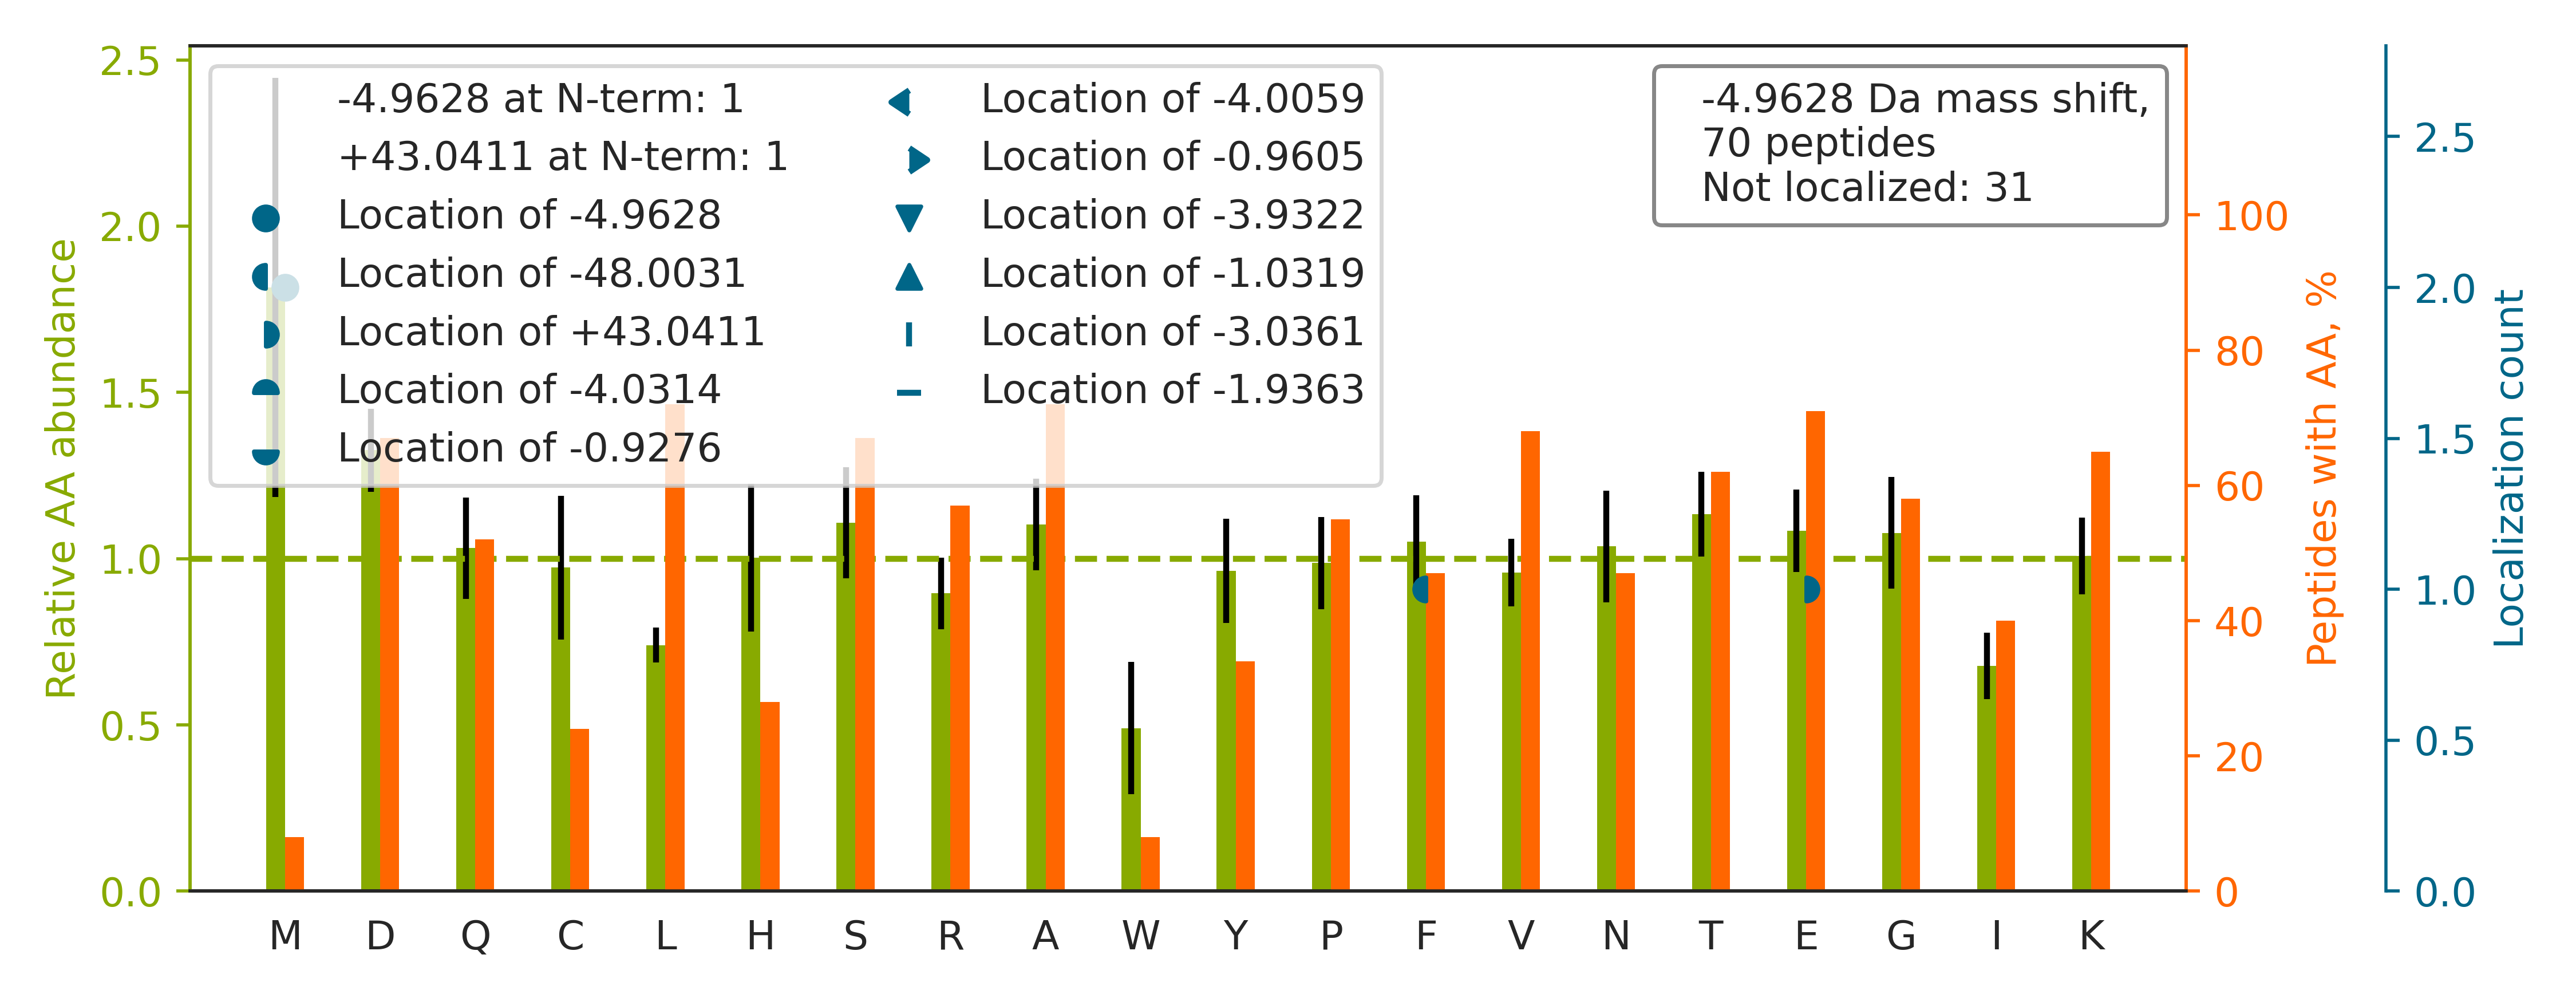 2.5
2.0
1.5
1.0
0.5
0.0
Relative AA abundance
-4.9628 at N-term: 1
+43.0411 at N-term: 1
Location of -4.9628
Location of -48.0031
Location of +43.0411
Location of -4.0314
Location of -0.9276
Location of -4.0059
Location of -0.9605
Location of -3.9322
Location of -1.0319
Location of -3.0361
Location of -1.9363
-4.9628 Da mass shift,
70 peptides
Not localized: 31
100
80
60
40
20
0
Peptides with AA, %
2.5
2.0
1.5
1.0
0.5
0.0
Localization count
M D Q C L H S R A W Y P F V N T E G I K